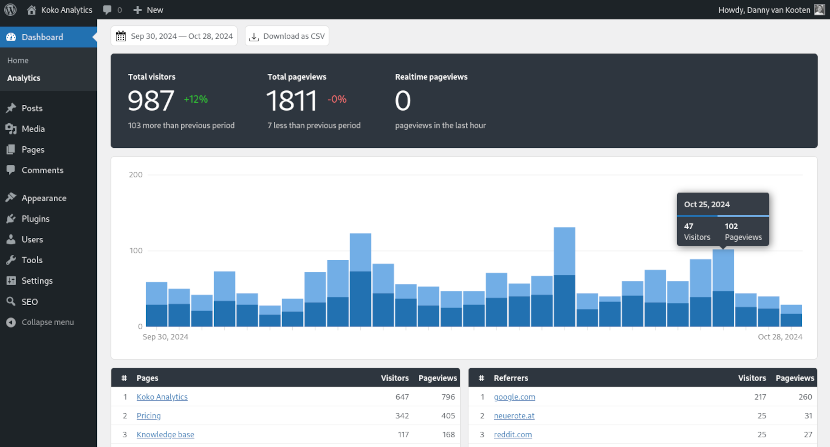 Koko Analytics 0 New Howdy, Danny van Kooten
Dashboard
Home
Analytics
Posts
Media
Pages
Comments
Appearance
Plugins
Users
Tools
Settings
SEO
Collapse menu
Sep 30, 2024 — Oct 28, 2024 Download as CSV
Total visitors Total pageviews Realtime pageviews
987 +12% 1811 -0% 0
103 more than previous period 7 less than previous period pageviews in the last hour
200
100
0
Oct 25, 2024
47 102
Visitors Pageviews
Sep 30, 2024 Oct 28, 2024
# Pages Visitors Pageviews
1 Koko Analytics 647 796
2 Pricing 342 405
3 Knowledge base 117 168
# Referrers Visitors Pageviews
1 google.com 217 260
2 neuerote.at 25 31
3 reddit.com 25 27